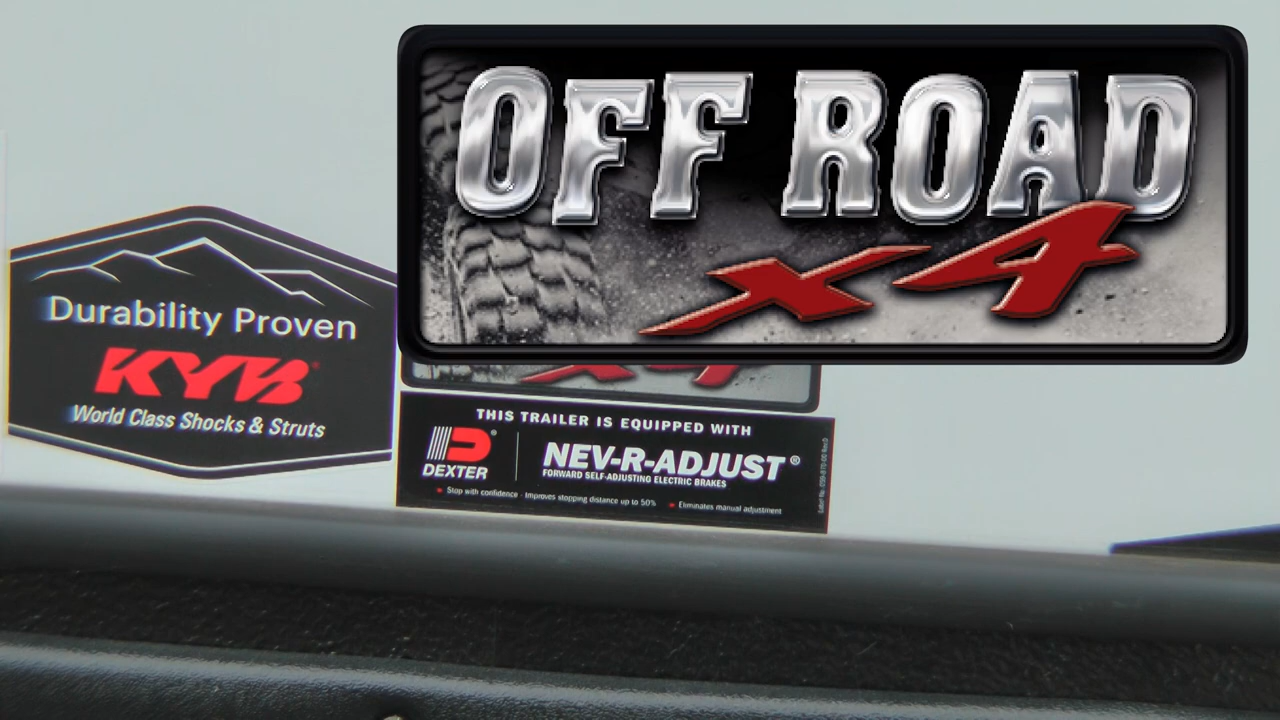 OFF ROAD
x4
Durability Proven
KYB®
World Class Shocks & Struts
THIS TRAILER IS EQUIPPED WITH
DEXTER®
NEV-R-ADJUST®
FORWARD SELF-ADJUSTING ELECTRIC BRAKES
Stop with confidence · Improves stopping distance up to 50% Eliminates manual adjustment